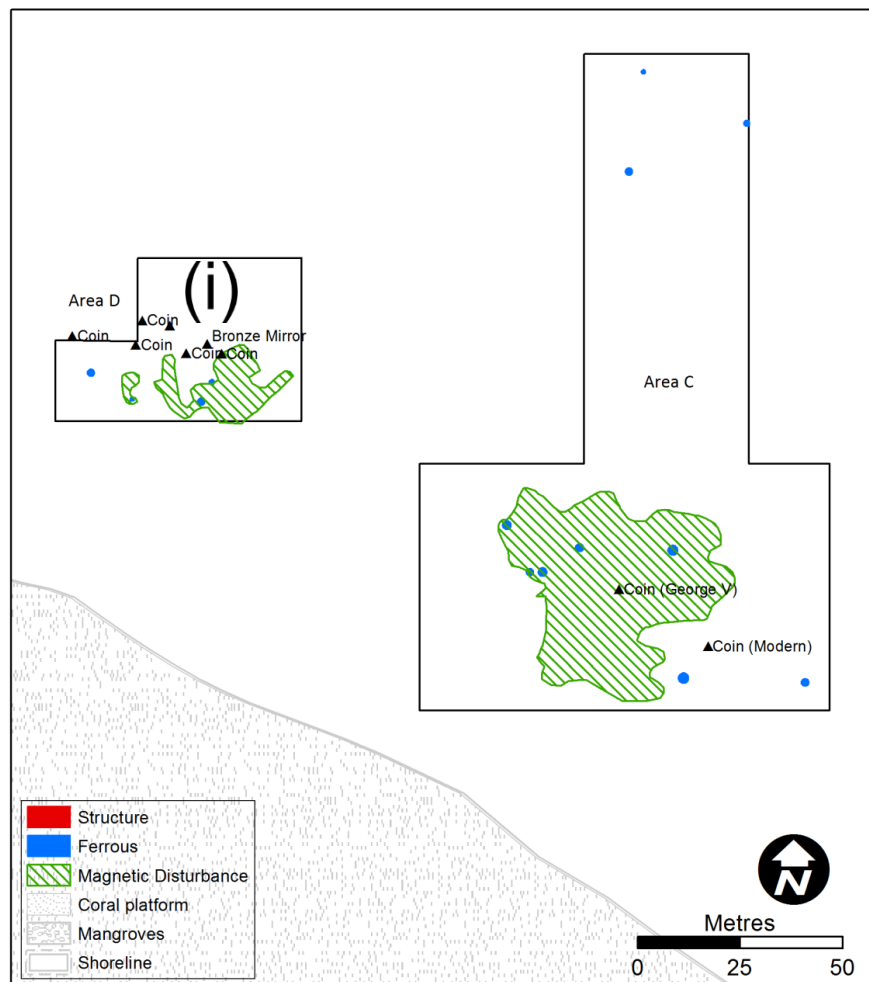 (i)
Area D
Coin
Coin
Bronze Mirror
Coin
Coin
Coin
Area C
Coin (George V)
Coin (Modern)
Structure
Ferrous
Magnetic Disturbance
Coral platform
Mangroves
Shoreline
N
Metres
0 25 50